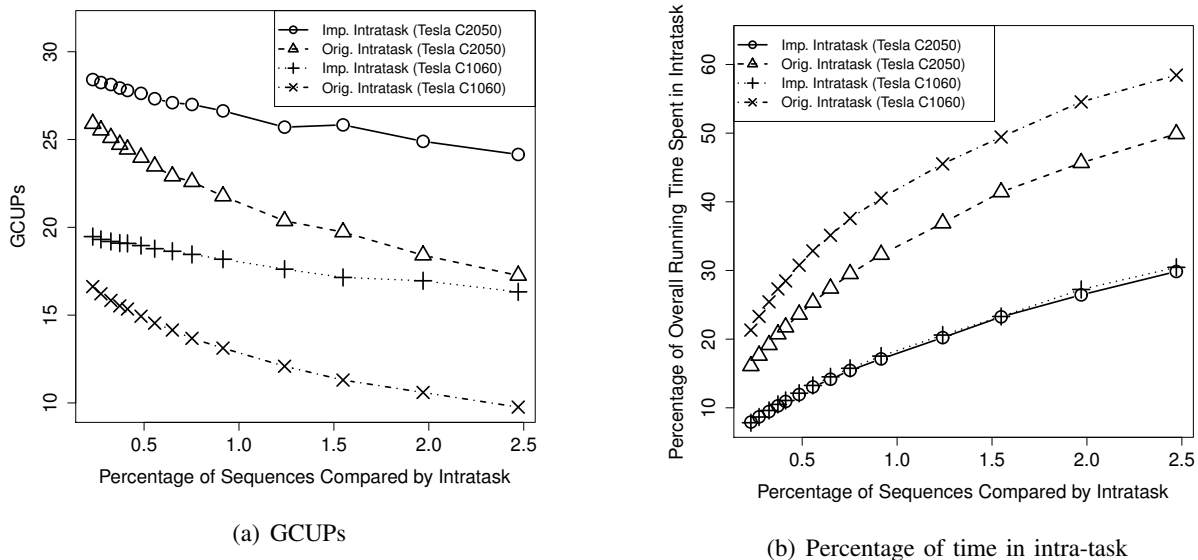 GCUPs
30
25
20
15
10
Imp. Intratask (Tesla C2050)
Orig. Intratask (Tesla C2050)
Imp. Intratask (Tesla C1060)
Orig. Intratask (Tesla C1060)
0.5 1.0 1.5 2.0 2.5
Percentage of Sequences Compared by Intratask
(a) GCUPs
Percentage of Overall Running Time Spent in Intratask
60
50
40
30
20
10
Imp. Intratask (Tesla C2050)
Orig. Intratask (Tesla C2050)
Imp. Intratask (Tesla C1060)
Orig. Intratask (Tesla C1060)
0.5 1.0 1.5 2.0 2.5
Percentage of Sequences Compared by Intratask
(b) Percentage of time in intra-task